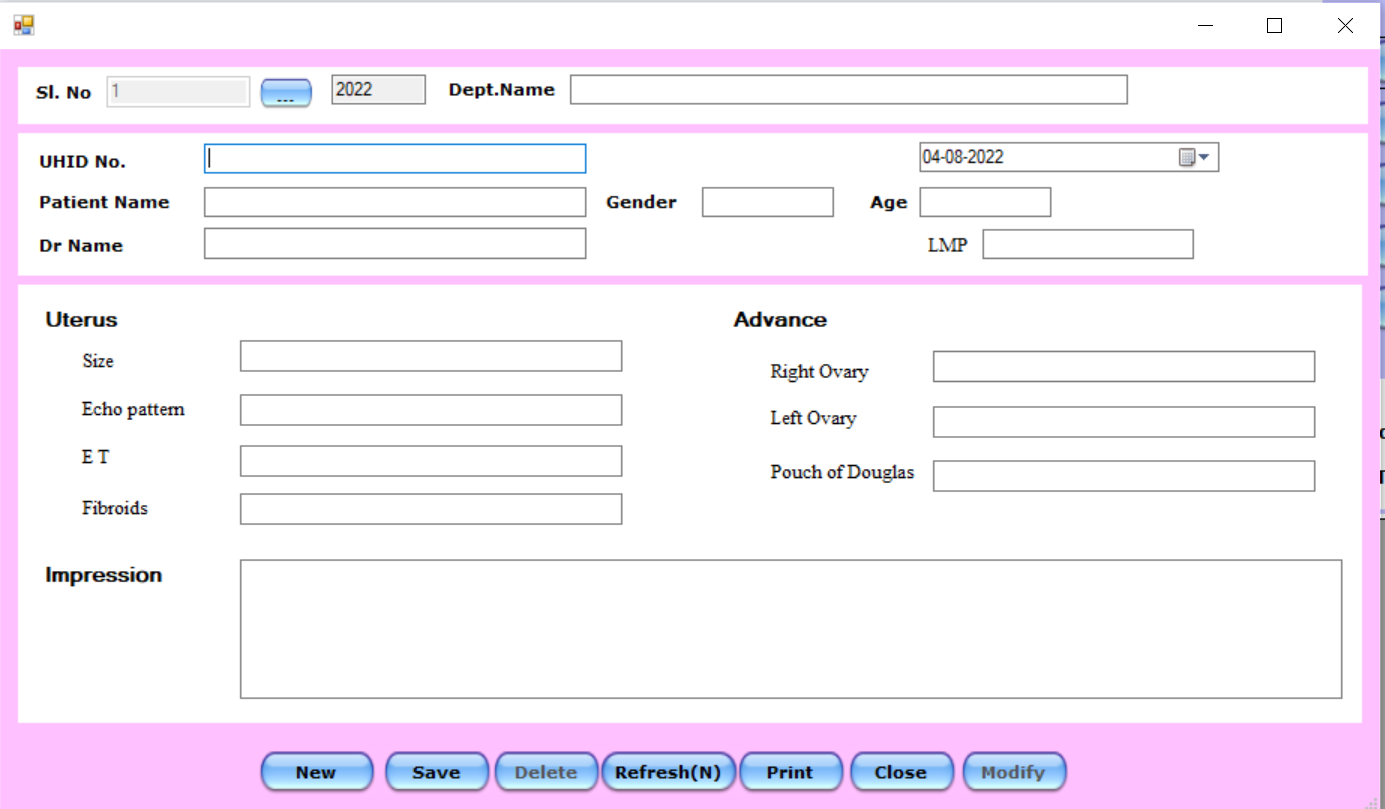 Sl. No 1 ... 2022 Dept.Name
UHID No. 04-08-2022
Patient Name Gender Age
Dr Name LMP
Uterus Advance
Size Right Ovary
Echo pattern Left Ovary
E T Pouch of Douglas
Fibroids
Impression
New Save Delete Refresh(N) Print Close Modify